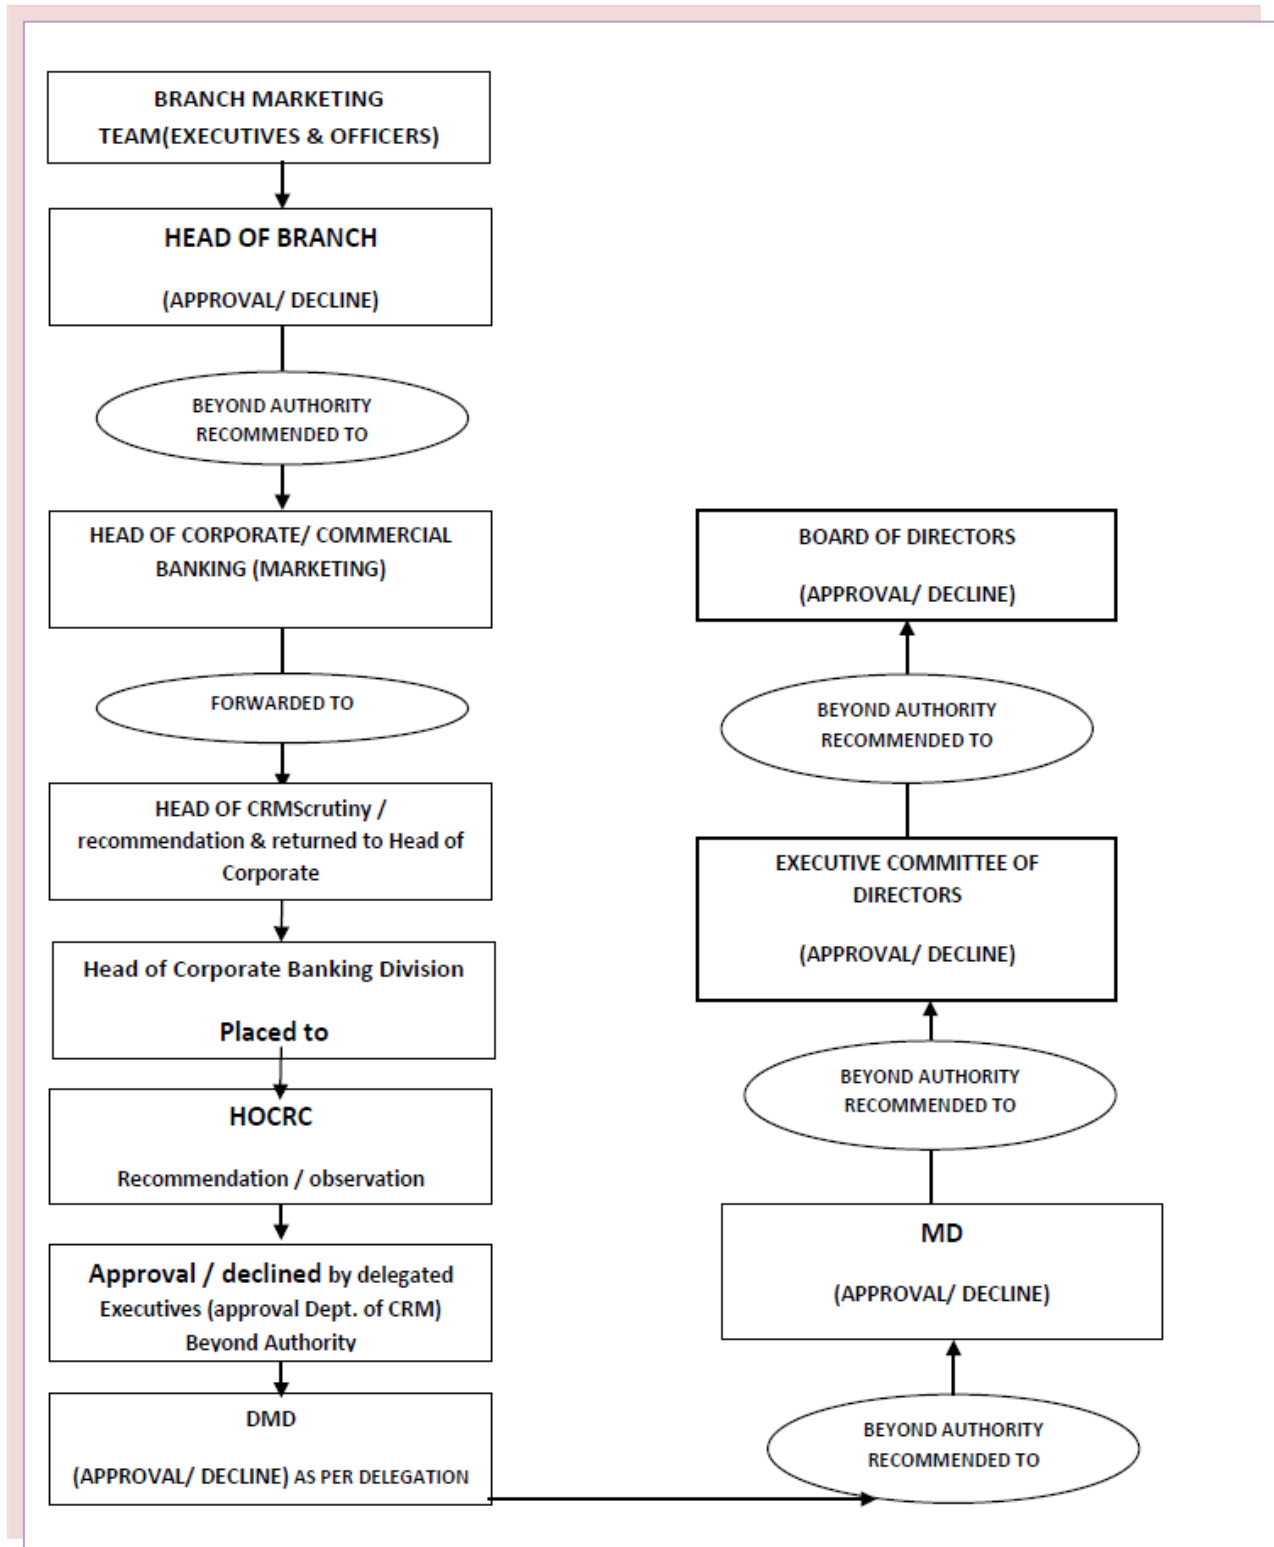 BRANCH MARKETING
TEAM(EXECUTIVES & OFFICERS)
HEAD OF BRANCH
(APPROVAL/ DECLINE)
BEYOND AUTHORITY
RECOMMENDED TO
HEAD OF CORPORATE/ COMMERCIAL
BANKING (MARKETING)
FORWARDED TO
HEAD OF CRMScrutiny /
recommendation & returned to Head of
Corporate
Head of Corporate Banking Division
Placed to
HOCRC
Recommendation / observation
Approval / declined by delegated
Executives (approval Dept. of CRM)
Beyond Authority
DMD
(APPROVAL/ DECLINE) AS PER DELEGATION
BEYOND AUTHORITY
RECOMMENDED TO
MD
(APPROVAL/ DECLINE)
BEYOND AUTHORITY
RECOMMENDED TO
EXECUTIVE COMMITTEE OF
DIRECTORS
(APPROVAL/ DECLINE)
BEYOND AUTHORITY
RECOMMENDED TO
BOARD OF DIRECTORS
(APPROVAL/ DECLINE)